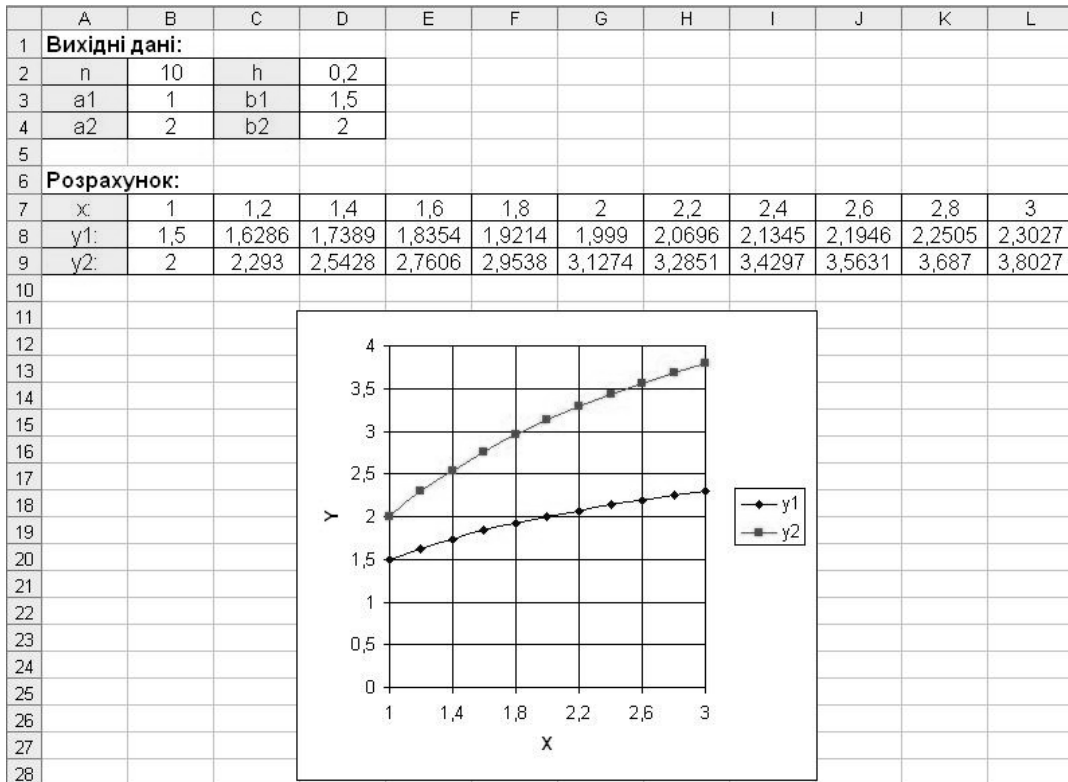 A B C D E F G H I J K L
1 Вихідні дані:
2 n 10 h 0,2
3 a1 1 b1 1,5
4 a2 2 b2 2
5
6 Розрахунок:
7 x: 1 1,2 1,4 1,6 1,8 2 2,2 2,4 2,6 2,8 3
8 y1: 1,5 1,6286 1,7389 1,8354 1,9214 1,999 2,0696 2,1345 2,1946 2,2505 2,3027
9 y2: 2 2,293 2,5428 2,7606 2,9538 3,1274 3,2851 3,4297 3,5631 3,687 3,8027
10
11
12
13
14
15
16
17
18
19
20
21
22
23
24
25
26
27
28
4
3,5
3
2,5
2
1,5
1
0,5
0
Y
1 1,4 1,8 2,2 2,6 3
X
y1
y2